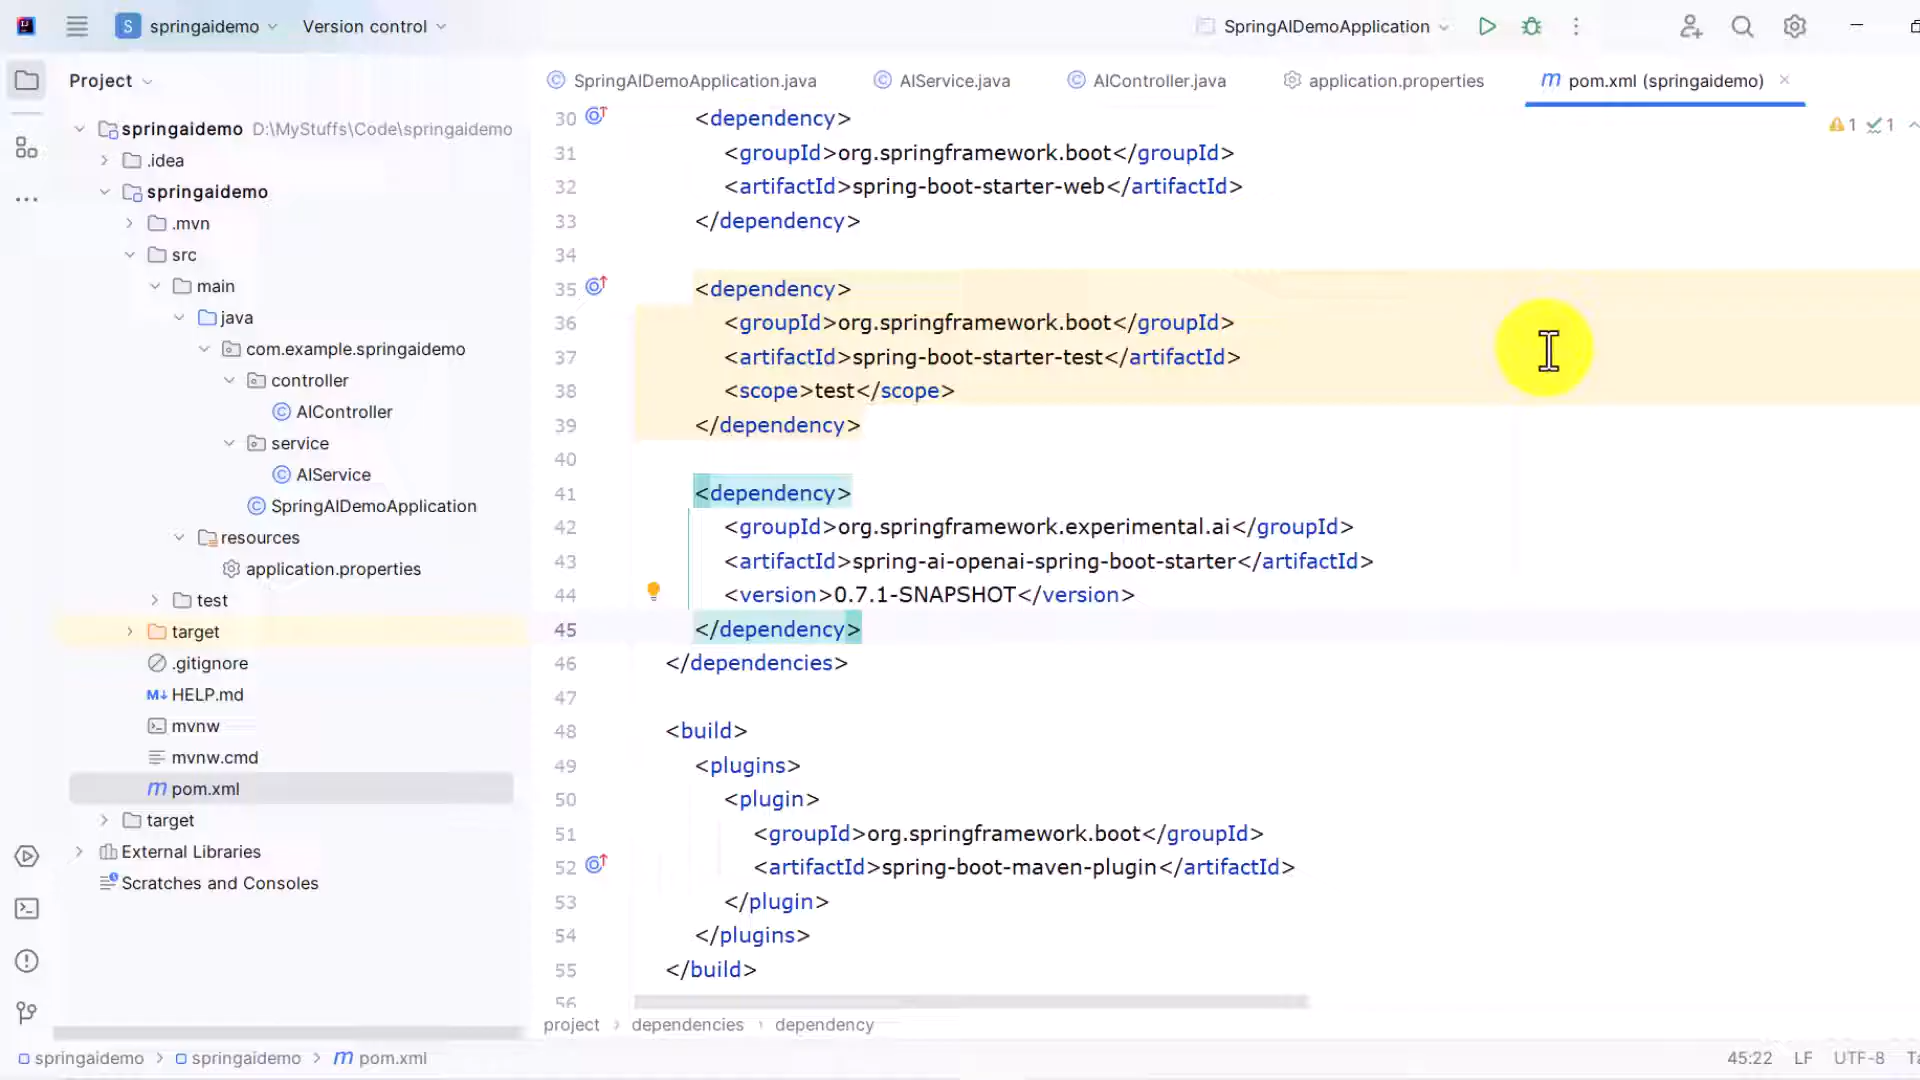 S springaidemo Version control SpringAIDemoApplication
Project
SpringAIDemoApplication.java AIService.java AIController.java application.properties m pom.xml (springaidemo)
1 1
springaidemo D:\MyStuffs\Code\springaidemo
.idea
springaidemo
.mvn
src
main
java
com.example.springaidemo
controller
AIController
service
AIService
SpringAIDemoApplication
resources
application.properties
test
target
.gitignore
M↓ HELP.md
mvnw
mvnw.cmd
m pom.xml
target
External Libraries
Scratches and Consoles
30 <dependency>
31 <groupId>org.springframework.boot</groupId>
32 <artifactId>spring-boot-starter-web</artifactId>
33 </dependency>
34
35 <dependency>
36 <groupId>org.springframework.boot</groupId>
37 <artifactId>spring-boot-starter-test</artifactId>
38 <scope>test</scope>
39 </dependency>
40
41 <dependency>
42 <groupId>org.springframework.experimental.ai</groupId>
43 <artifactId>spring-ai-openai-spring-boot-starter</artifactId>
44 <version>0.7.1-SNAPSHOT</version>
45 </dependency>
46 </dependencies>
47
48 <build>
49 <plugins>
50 <plugin>
51 <groupId>org.springframework.boot</groupId>
52 <artifactId>spring-boot-maven-plugin</artifactId>
53 </plugin>
54 </plugins>
55 </build>
56
project > dependencies > dependency
springaidemo > springaidemo > m pom.xml 45:22 LF UTF-8